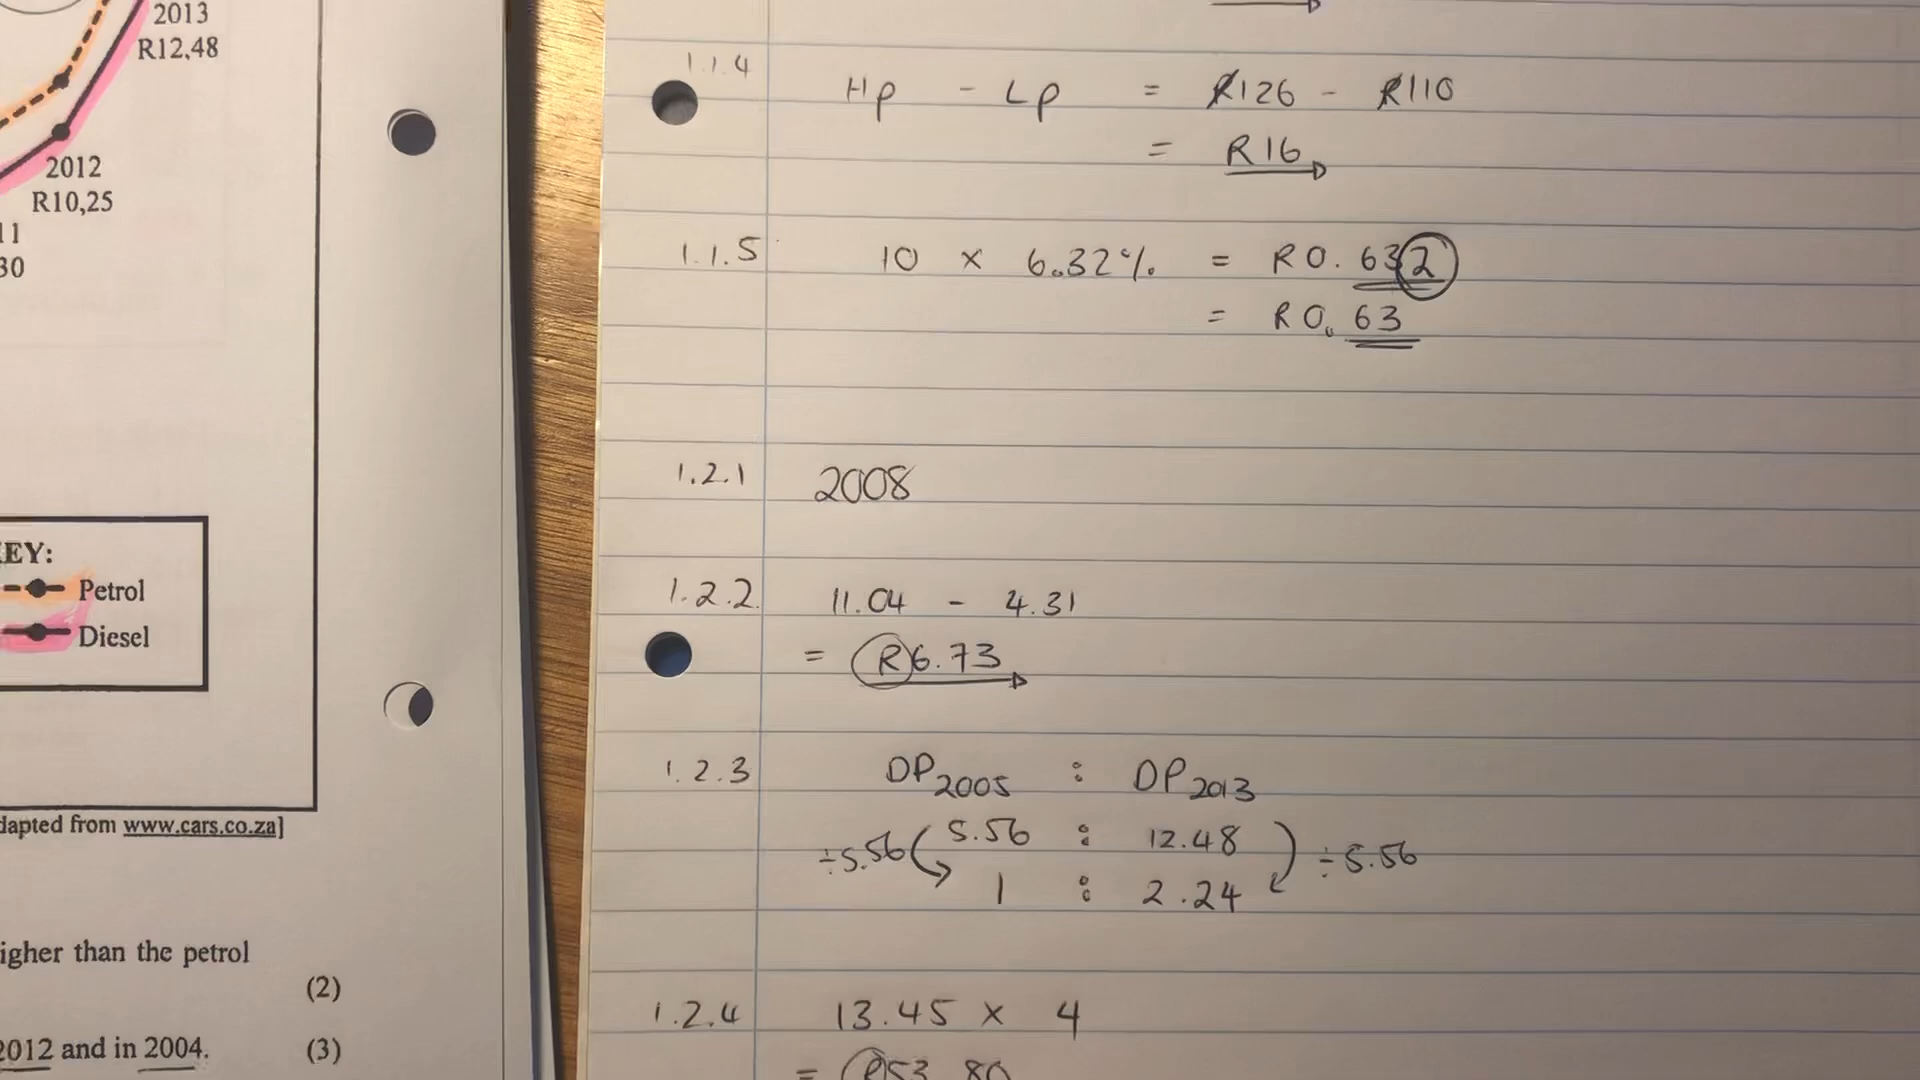 2013
R12,48
2012
R10,25
11
30
KEY:
Petrol
Diesel
dapted from www.cars.co.za]
igher than the petrol
(2)
2012 and in 2004.
(3)
1.1.4 Hp - Lp = R126 - R110
= R16
1.1.5 10 × 6.32% = R0.632
= R0.63
1.2.1 2008
1.2.2. 11.04 - 4.31
= R6.73
1.2.3 DP2005 : DP2013
÷5.56 5.56 : 12.48 ÷5.56
1 : 2.24
1.2.4 13.45 × 4
= R53.80